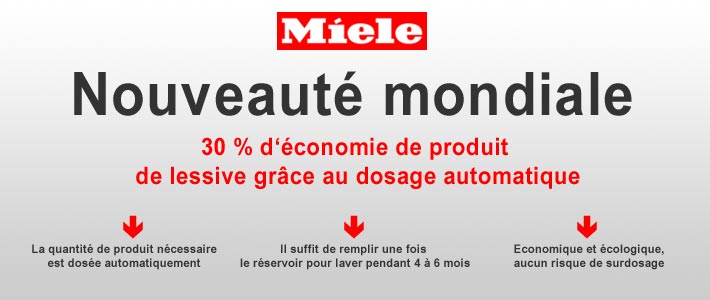 Miele
Nouveauté mondiale
30 % d‘économie de produit
de lessive grâce au dosage automatique
La quantité de produit nécessaire
est dosée automatiquement
Il suffit de remplir une fois
le réservoir pour laver pendant 4 à 6 mois
Economique et écologique,
aucun risque de surdosage